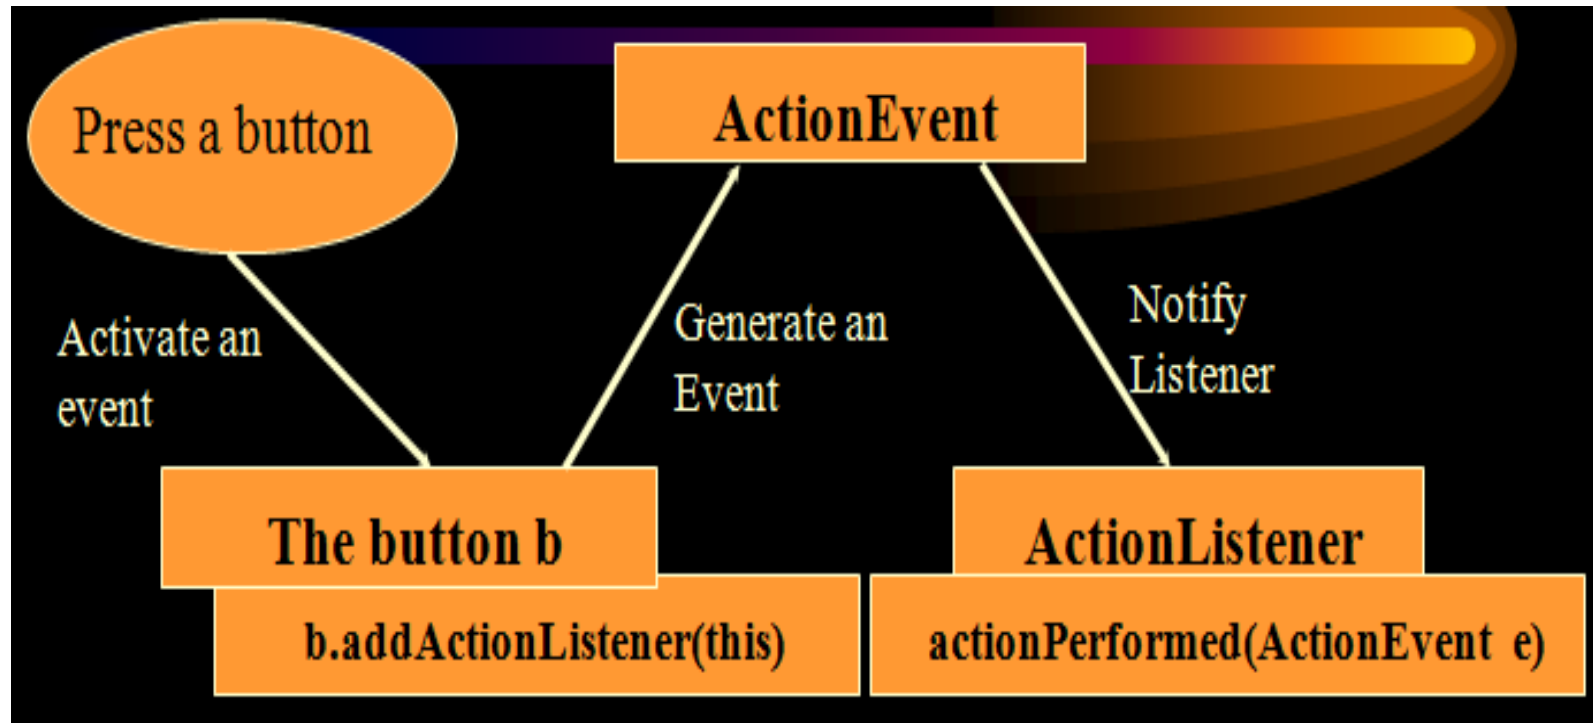 Press a button
ActionEvent
Activate an
event
Generate an
Event
Notify
Listener
The button b
b.addActionListener(this)
ActionListener
actionPerformed(ActionEvent e)